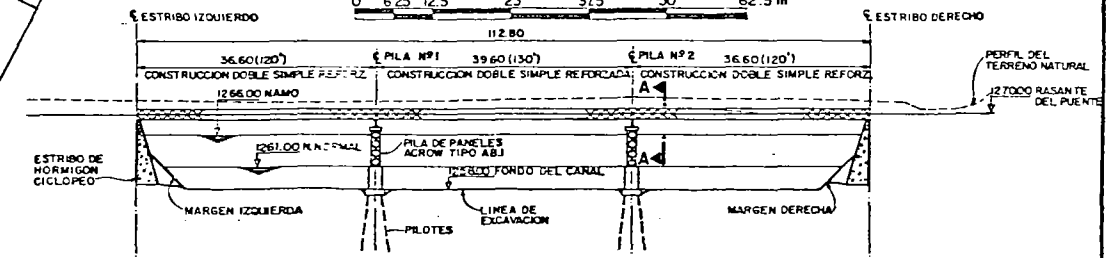 0 6.25 12.5 25 37.5 50 62.5 m
℄ ESTRIBO IZQUIERDO
℄ ESTRIBO DERECHO
112.80
36.60 (120')
℄ PILA Nº1
39.60 (130')
℄ PILA Nº2
36.60 (120')
CONSTRUCCION DOBLE SIMPLE REFORZ.
CONSTRUCCION DOBLE SIMPLE REFORZADA
CONSTRUCCION DOBLE SIMPLE REFORZ.
PERFIL DEL
TERRENO NATURAL
A
1266.00 NAMO
1270.00 RASANTE
DEL PUENTE
1261.00 N. NORMAL
PILA DE PANELES
ACROW TIPO AB.I
A
ESTRIBO DE
HORMIGON
CICLOPEO
FONDO DEL CANAL
MARGEN IZQUIERDA
LINEA DE
EXCAVACION
MARGEN DERECHA
PILOTES